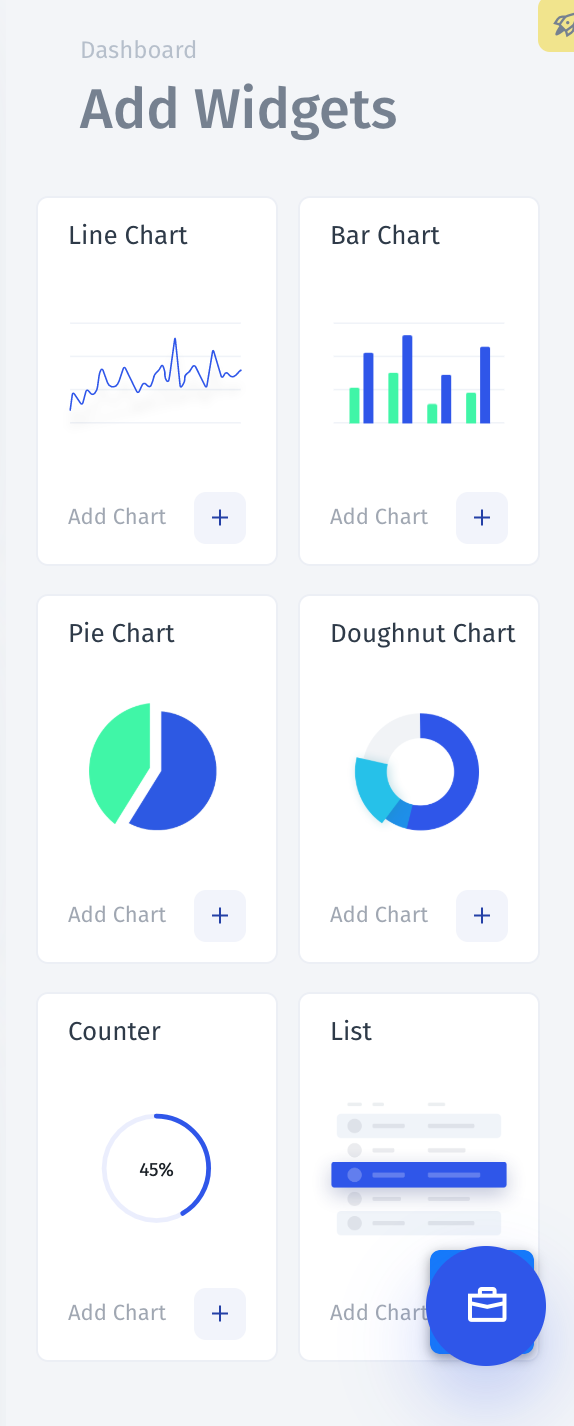 Dashboard
Add Widgets
Line Chart
Bar Chart
Add Chart
Add Chart
Pie Chart
Doughnut Chart
Add Chart
Add Chart
Counter
List
45%
Add Chart
Add Chart